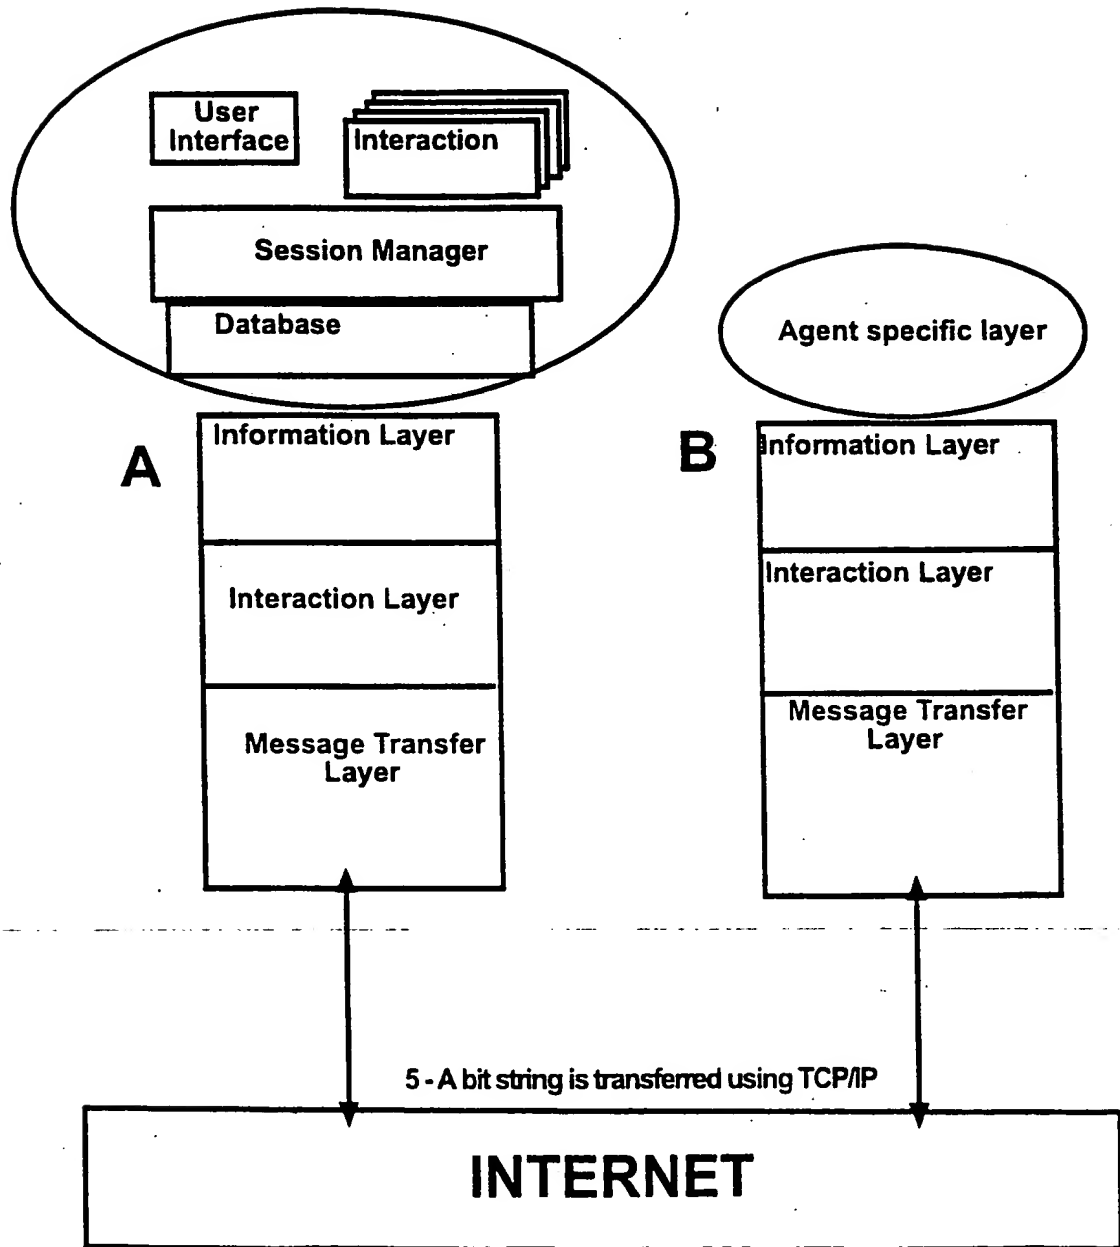 User
Interface
Interaction
Session Manager
Database
Agent specific layer
A
Information Layer
Interaction Layer
Message Transfer
Layer
B
Information Layer
Interaction Layer
Message Transfer
Layer
5 - A bit string is transferred using TCP/IP
INTERNET